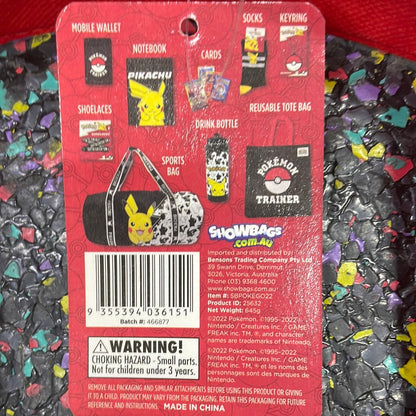 MOBILE WALLET
SOCKS
KEYRING
NOTEBOOK
CARDS
PIKACHU
SHOELACES
REUSABLE TOTE BAG
DRINK BOTTLE
SPORTS
BAG
POKÉMON
TRAINER
SHOWBAGS
.com.au
Imported and distributed by:
Bensons Trading Company Pty Ltd
39 Swann Drive, Derrimut,
3026, Victoria, Australia
Phone (03) 9369 4368
www.showbags.com.au
Item #: SBPOKEGO22
Product ID: 25632
Net Weight: 645g
9 355394 036151
Batch #: 466877
©2022 Pokémon. ©1995-2022
Nintendo / Creatures Inc. / GAME
FREAK inc. TM, ®, and character
names are trademarks of Nintendo.
©2022 Pokémon. ©1995-2022
Nintendo / Creatures Inc. / GAME
FREAK inc. TM, ® et les noms
des personnages sont des marques
de Nintendo.
WARNING!
CHOKING HAZARD - Small parts.
Not for children under 3 years.
REMOVE ALL PACKAGING AND SIMILAR ATTACHMENTS BEFORE USING THIS PRODUCT OR GIVING
IT TO A CHILD. PRODUCT MAY VARY FROM THE PACKAGING. RETAIN THIS INFORMATION FOR FUTURE REFERENCE.
MADE IN CHINA